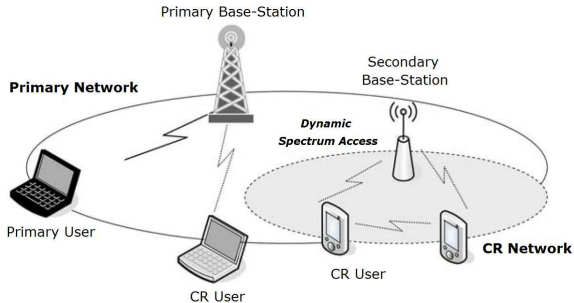 Primary Base-Station
Secondary
Base-Station
Primary Network
Dynamic
Spectrum Access
Primary User
CR Network
CR User
CR User